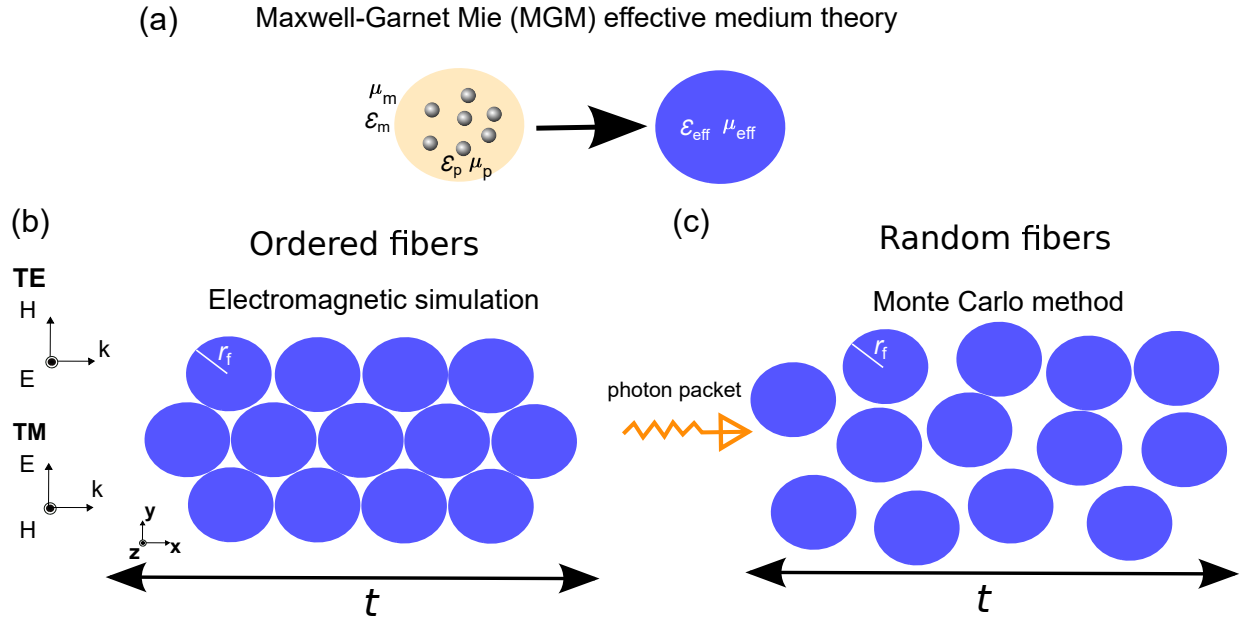 (a) Maxwell-Garnet Mie (MGM) effective medium theory
μm
εm
εp μp
εeff μeff
(b)
Ordered fibers
Electromagnetic simulation
TE
H
k
E
TM
E
k
H
y
z x
rf
t
(c)
Random fibers
Monte Carlo method
rf
photon packet
t